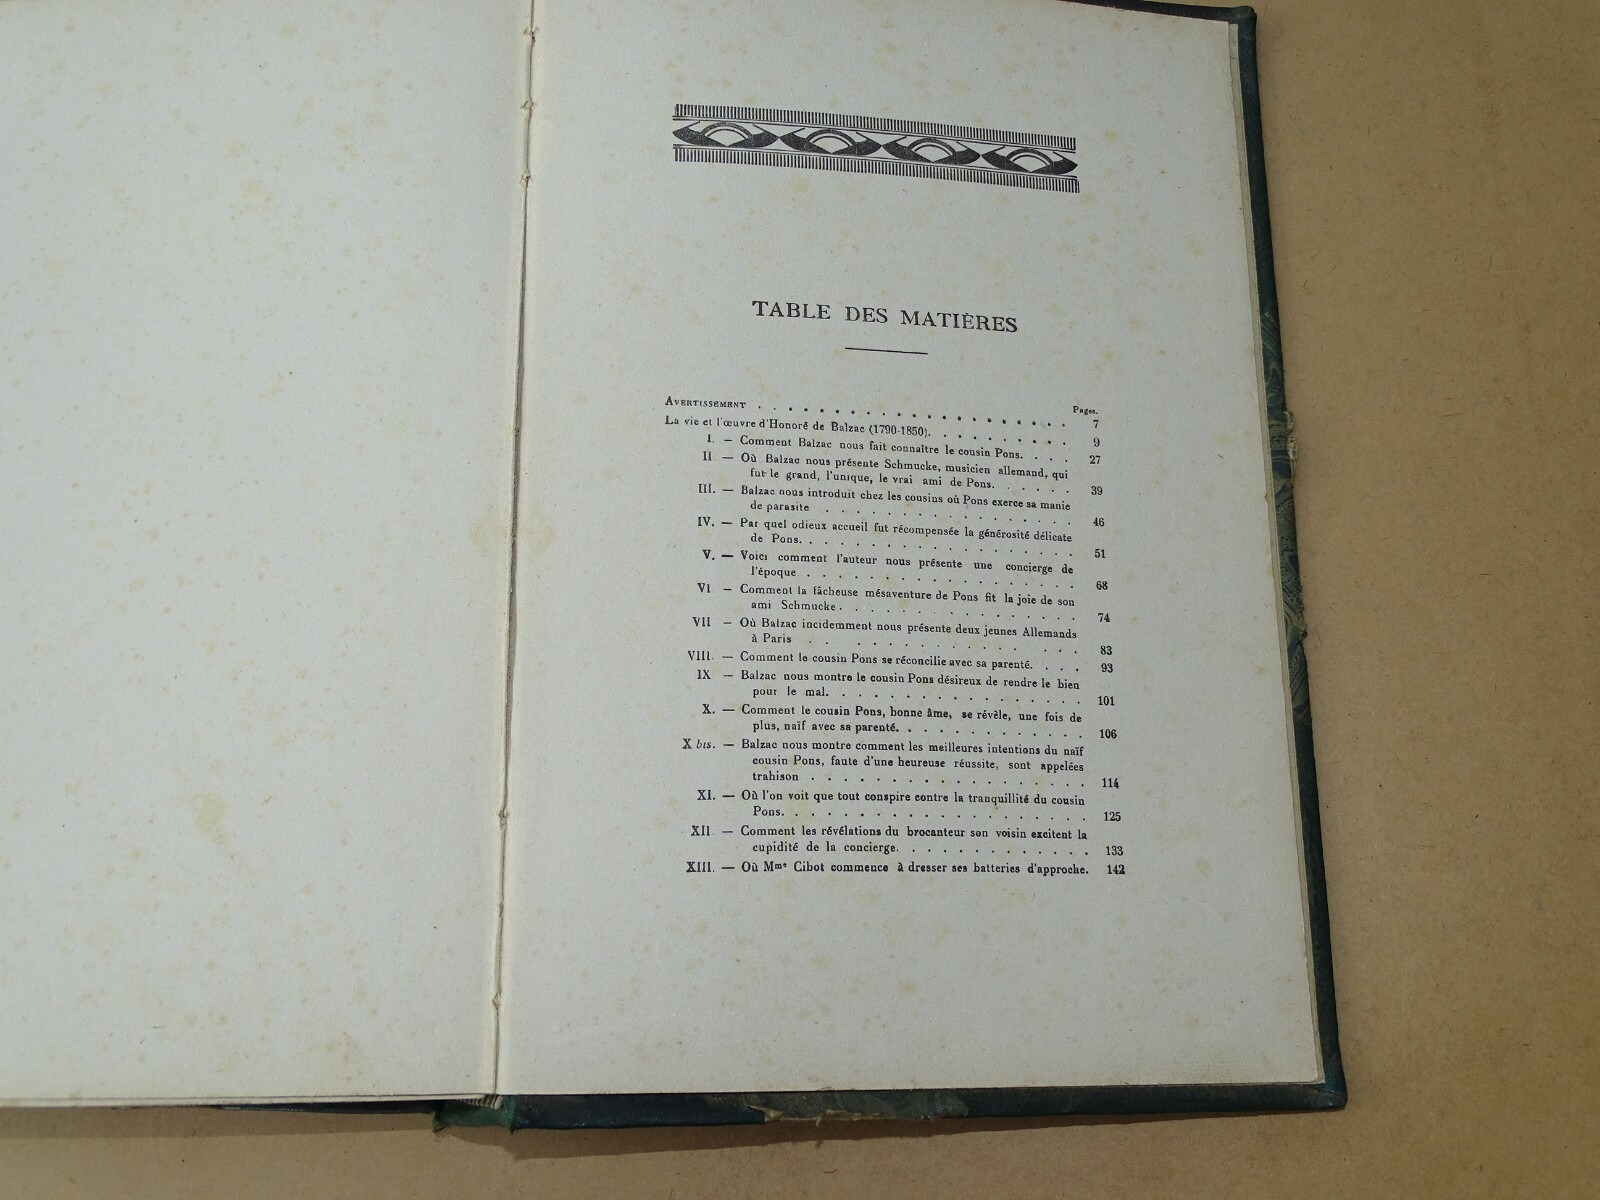 TABLE DES MATIÈRES
Pages.
AVERTISSEMENT . . . . . . . . . . . . . . . . . . . . 7
La vie et l'œuvre d'Honoré de Balzac (1790-1850). . . . . . . . . . 9
I. — Comment Balzac nous fait connaître le cousin Pons. . . . 27
II — Où Balzac nous présente Schmucke, musicien allemand, qui
fut le grand, l'unique, le vrai ami de Pons. . . . . . 39
III. — Balzac nous introduit chez les cousins où Pons exerce sa manie
de parasite . . . . . . . . . . . . . . . . 46
IV. — Par quel odieux accueil fut récompensée la générosité délicate
de Pons. . . . . . . . . . . . . . . . . . 51
V. — Voici comment l'auteur nous présente une concierge de
l'époque . . . . . . . . . . . . . . . . . . 68
VI — Comment la fâcheuse mésaventure de Pons fit la joie de son
ami Schmucke . . . . . . . . . . . . . . . . 74
VII — Où Balzac incidemment nous présente deux jeunes Allemands
à Paris . . . . . . . . . . . . . . . . 83
VIII. — Comment le cousin Pons se réconcilie avec sa parenté. . . . 93
IX — Balzac nous montre le cousin Pons désireux de rendre le bien
pour le mal. . . . . . . . . . . . . . . . . 101
X. — Comment le cousin Pons, bonne âme, se révèle, une fois de
plus, naïf avec sa parenté. . . . . . . . . . . . . 106
X bis. — Balzac nous montre comment les meilleures intentions du naïf
cousin Pons, faute d'une heureuse réussite, sont appelées
trahison . . . . . . . . . . . . . . . . . . 114
XI. — Où l'on voit que tout conspire contre la tranquillité du cousin
Pons. . . . . . . . . . . . . . . . . . . . 125
XII — Comment les révélations du brocanteur son voisin excitent la
cupidité de la concierge. . . . . . . . . . . . . 133
XIII. — Où Mme Cibot commence à dresser ses batteries d'approche. 142